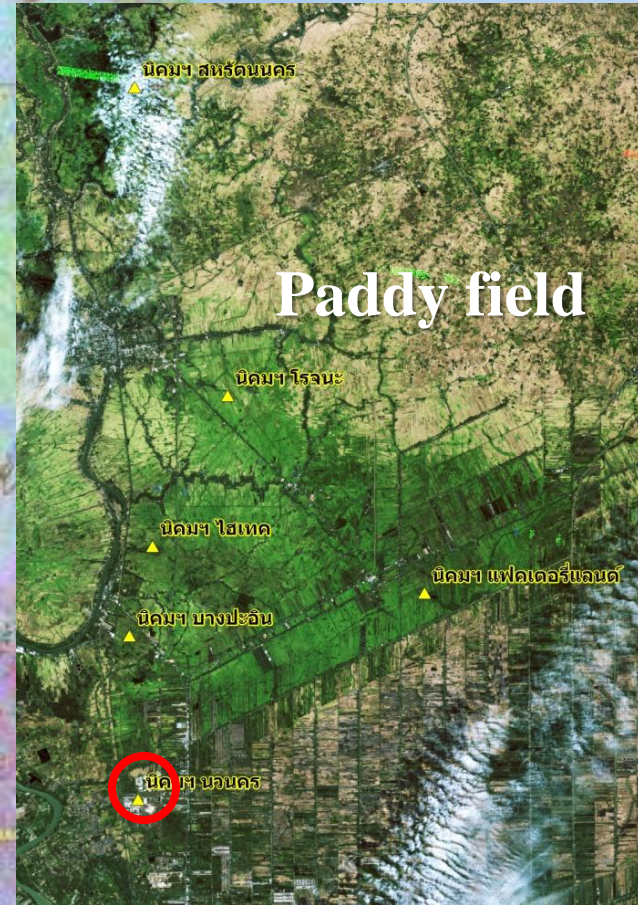 นิคมฯ สหรัตนนคร
Paddy field
นิคมฯ โรจนะ
นิคมฯ ไฮเทค
นิคมฯ แฟคเตอรี่แลนด์
นิคมฯ บางปะอิน
นิคมฯ นวนคร